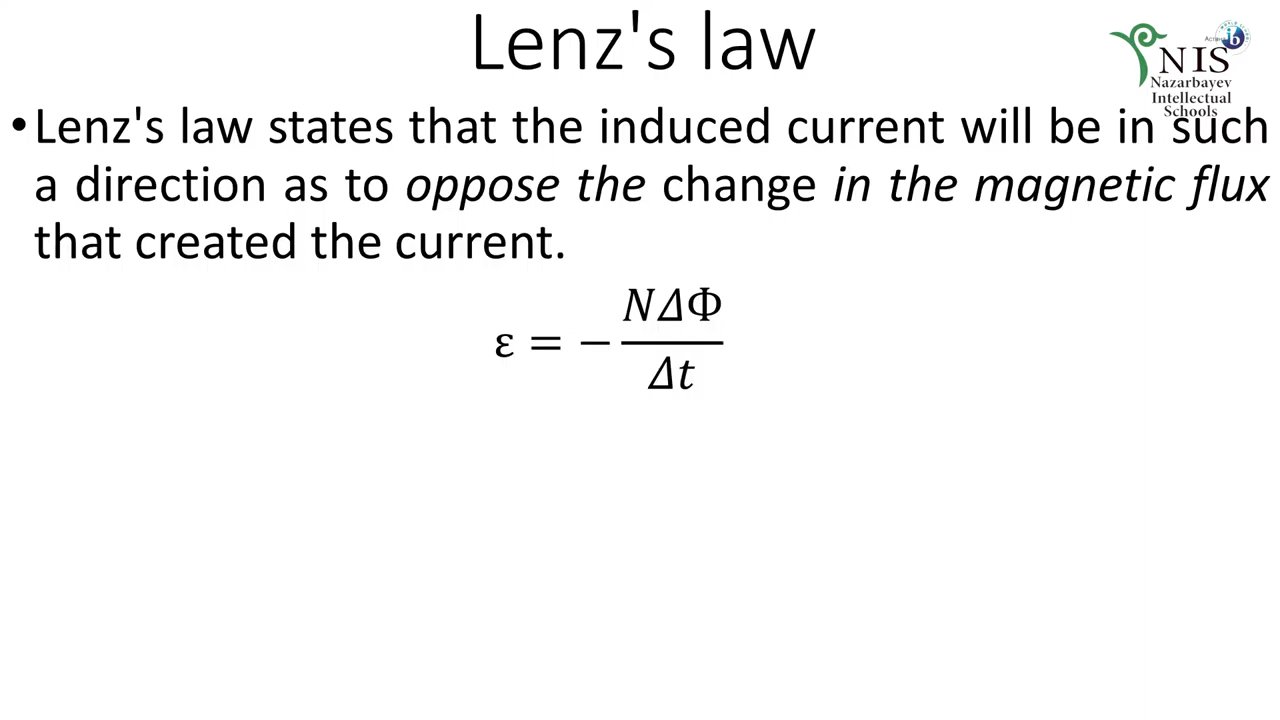 Lenz's law
NIS
Nazarbayev
Intellectual
Schools
•Lenz's law states that the induced current will be in such
a direction as to oppose the change in the magnetic flux
that created the current.
ε = − NΔΦ
Δt